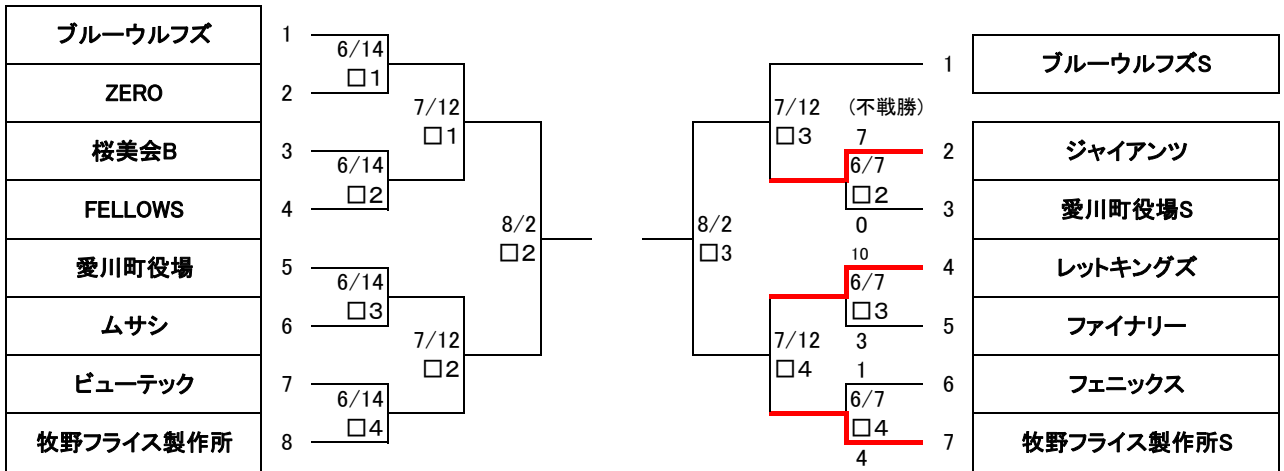 ブルーウルフズ 1
6/14
□1
ZERO 2
7/12
□1
桜美会B 3
6/14
□2
FELLOWS 4
8/2
□2
愛川町役場 5
6/14
□3
ムサシ 6
7/12
□2
ビューテック 7
6/14
□4
牧野フライス製作所 8
1 ブルーウルフズS
7/12 (不戦勝)
□3 7
2 ジャイアンツ
6/7
□2
3 愛川町役場S
0
8/2
□3
10
4 レットキングズ
6/7
□3
5 ファイナリー
7/12 3
□4 1
6 フェニックス
6/7
□4
7 牧野フライス製作所S
4